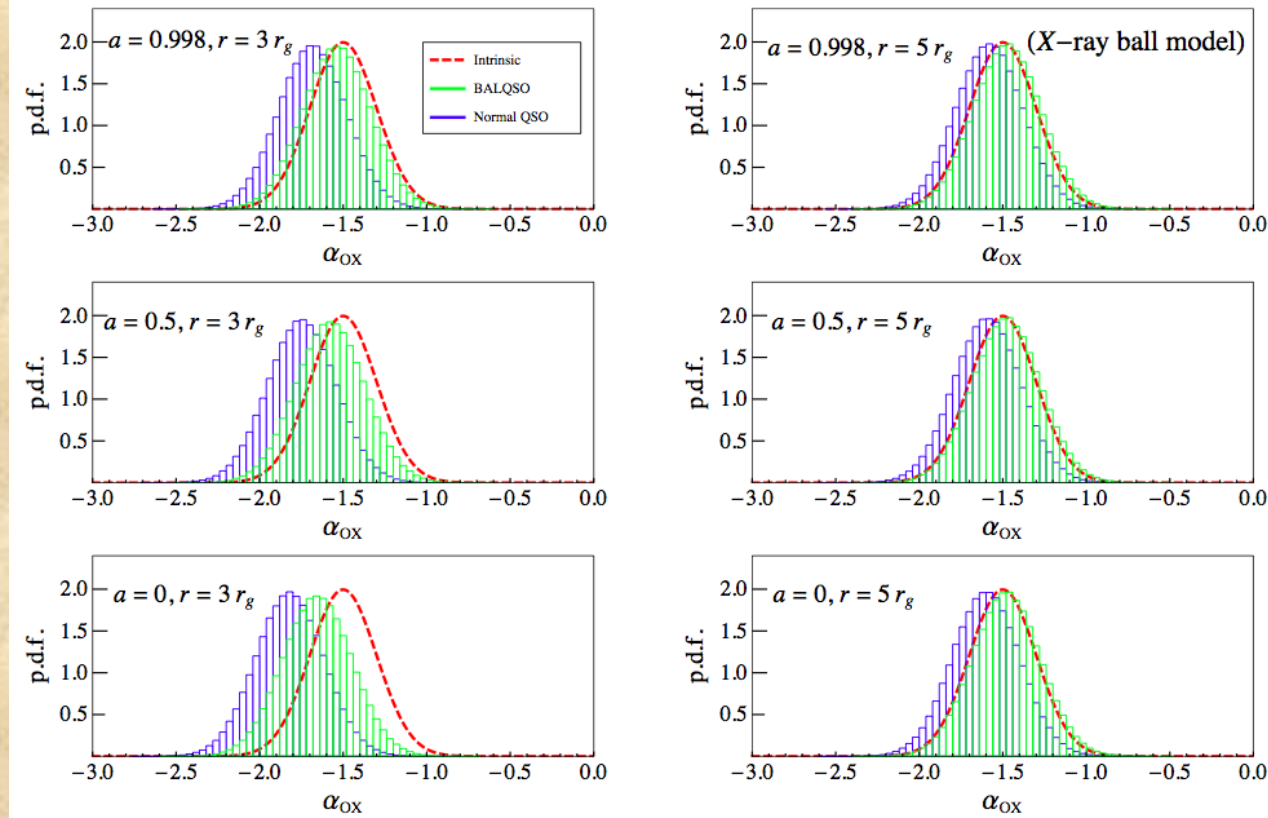 a = 0.998, r = 3 r_g
Intrinsic
BALQSO
Normal QSO
p.d.f.
2.0
1.5
1.0
0.5
−3.0 −2.5 −2.0 −1.5 −1.0 −0.5 0.0
α_OX
a = 0.998, r = 5 r_g
(X−ray ball model)
p.d.f.
2.0
1.5
1.0
0.5
−3.0 −2.5 −2.0 −1.5 −1.0 −0.5 0.0
α_OX
a = 0.5, r = 3 r_g
p.d.f.
2.0
1.5
1.0
0.5
−3.0 −2.5 −2.0 −1.5 −1.0 −0.5 0.0
α_OX
a = 0.5, r = 5 r_g
p.d.f.
2.0
1.5
1.0
0.5
−3.0 −2.5 −2.0 −1.5 −1.0 −0.5 0.0
α_OX
a = 0, r = 3 r_g
p.d.f.
2.0
1.5
1.0
0.5
−3.0 −2.5 −2.0 −1.5 −1.0 −0.5 0.0
α_OX
a = 0, r = 5 r_g
p.d.f.
2.0
1.5
1.0
0.5
−3.0 −2.5 −2.0 −1.5 −1.0 −0.5 0.0
α_OX